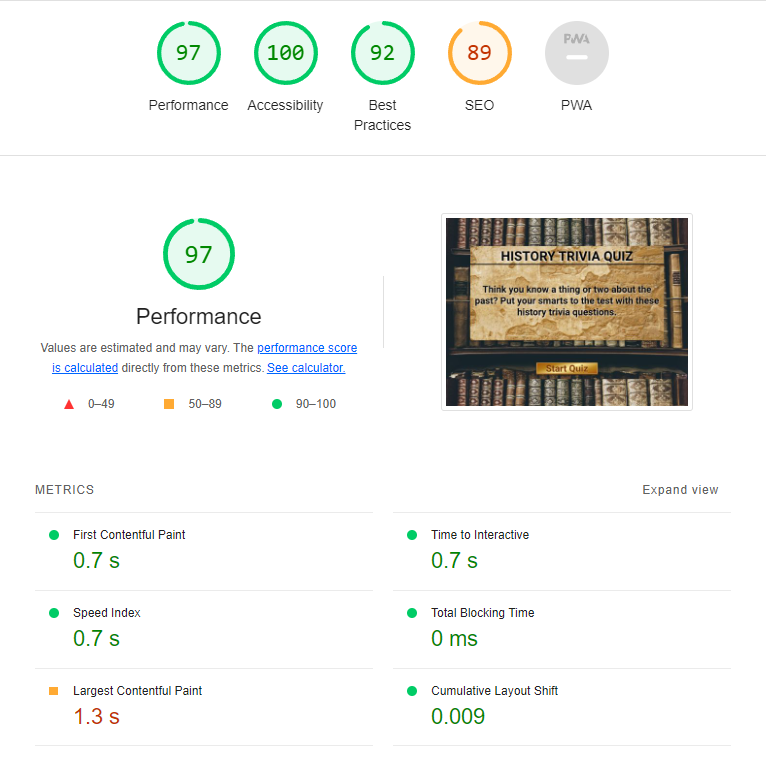 97
100
92
89
PWA
Performance
Accessibility
Best
Practices
SEO
PWA
97
Performance
Values are estimated and may vary. The performance score
is calculated directly from these metrics. See calculator.
0–49
50–89
90–100
HISTORY TRIVIA QUIZ
Think you know a thing or two about the
past? Put your smarts to the test with these
history trivia questions.
Start Quiz
METRICS
Expand view
First Contentful Paint
0.7 s
Time to Interactive
0.7 s
Speed Index
0.7 s
Total Blocking Time
0 ms
Largest Contentful Paint
1.3 s
Cumulative Layout Shift
0.009